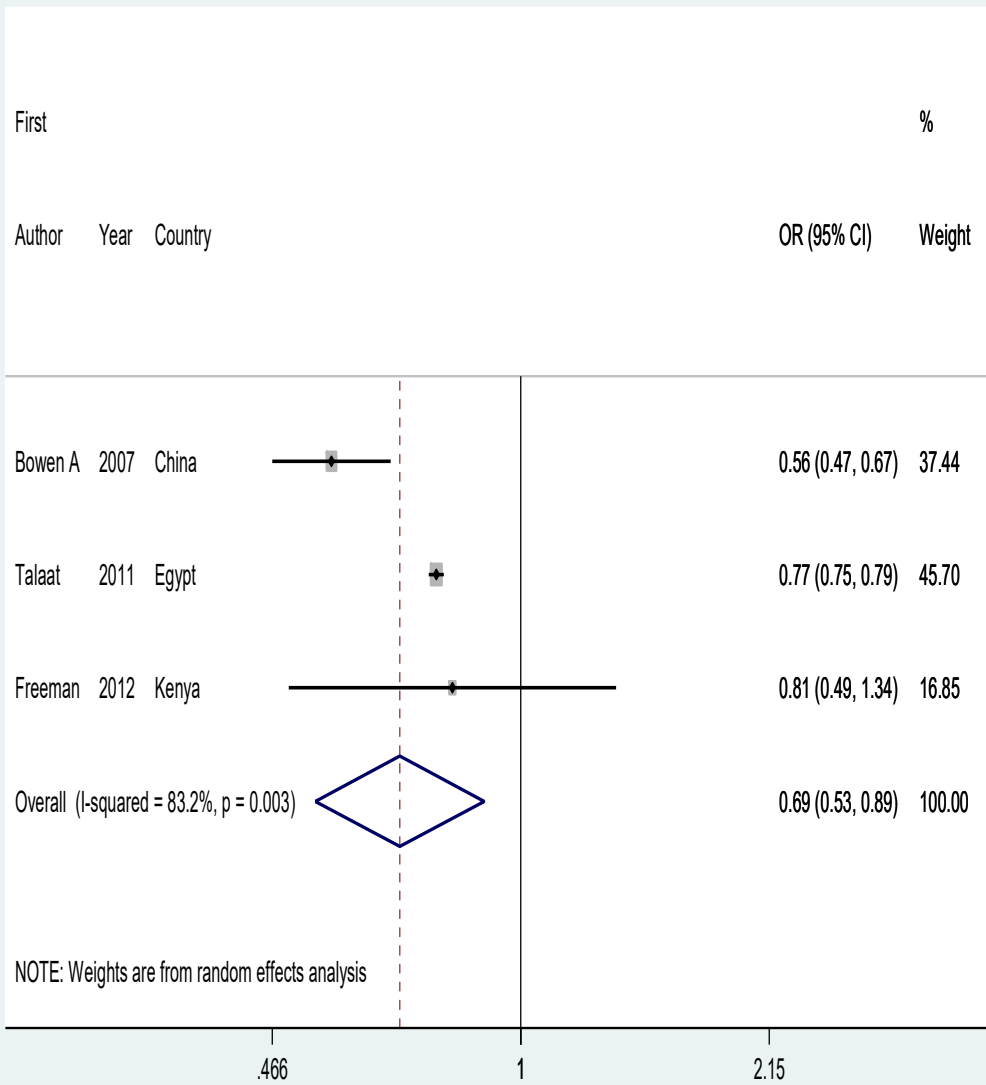 First %
Author Year Country OR (95% CI) Weight
Bowen A 2007 China 0.56 (0.47, 0.67) 37.44
Talaat 2011 Egypt 0.77 (0.75, 0.79) 45.70
Freeman 2012 Kenya 0.81 (0.49, 1.34) 16.85
Overall (I-squared = 83.2%, p = 0.003) 0.69 (0.53, 0.89) 100.00
NOTE: Weights are from random effects analysis
.466 1 2.15